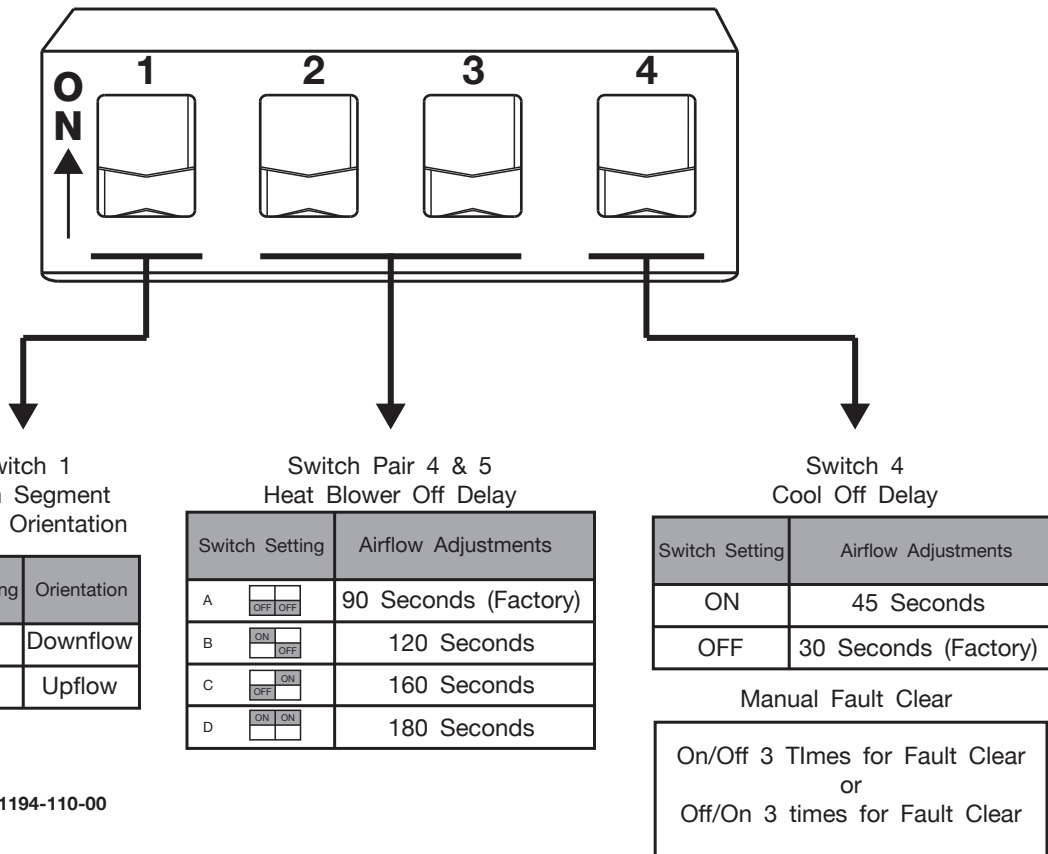 1 2 3 4
ON
Switch 1
Segment
Orientation
Orientation
Downflow
Upflow
Switch Pair 4 & 5
Heat Blower Off Delay
Switch Setting Airflow Adjustments
A OFF OFF 90 Seconds (Factory)
B ON OFF 120 Seconds
C OFF ON 160 Seconds
D ON ON 180 Seconds
Switch 4
Cool Off Delay
Switch Setting Airflow Adjustments
ON 45 Seconds
OFF 30 Seconds (Factory)
Manual Fault Clear
On/Off 3 TImes for Fault Clear
or
Off/On 3 times for Fault Clear
1194-110-00